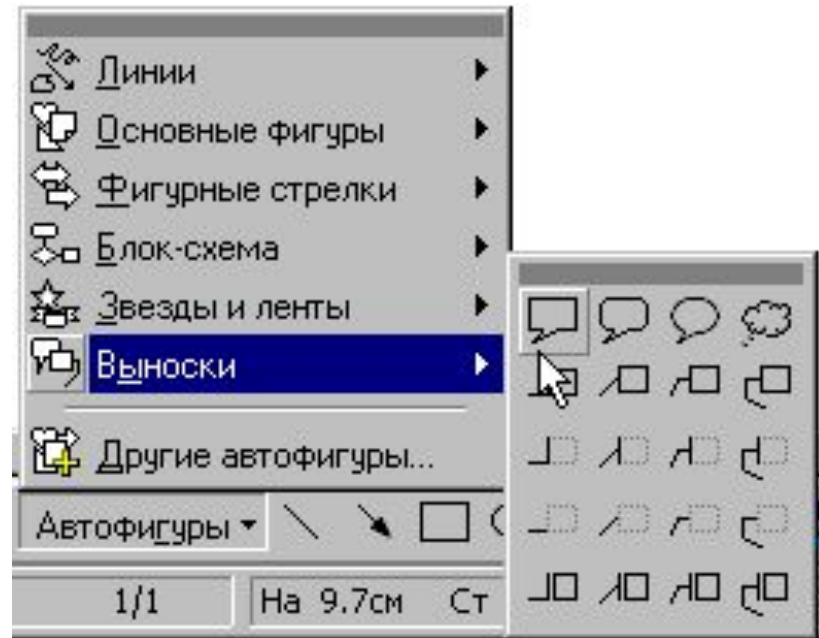 Линии
Основные фигуры
Фигурные стрелки
Блок-схема
Звезды и ленты
Выноски
Другие автофигуры...
Автофигуры
1/1 На 9.7см Ст